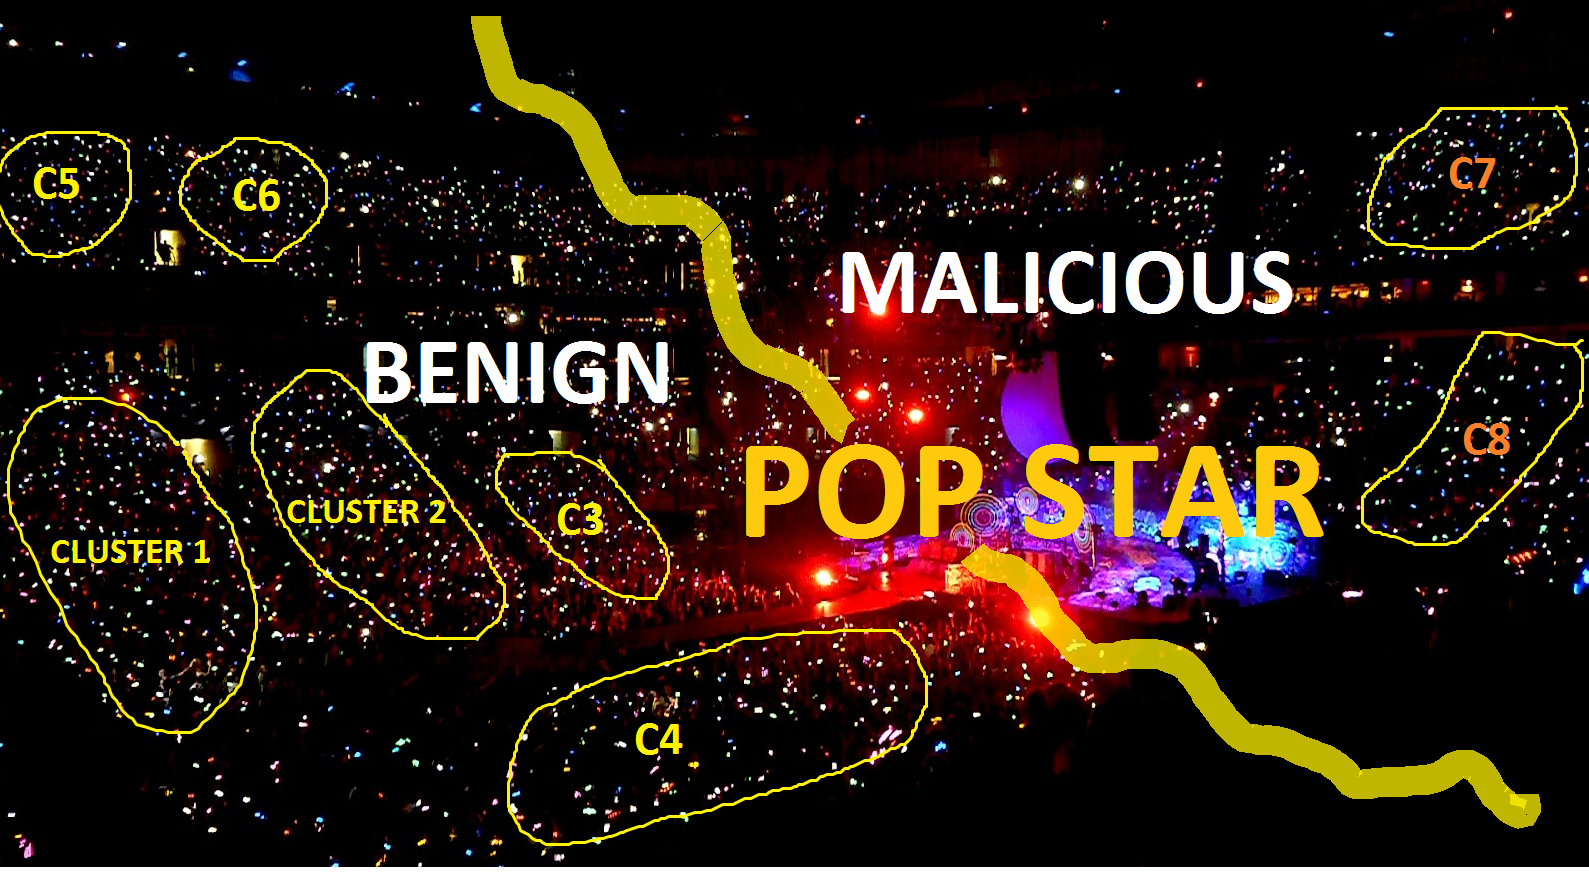 C5
C6
C7
MALICIOUS
BENIGN
POP STAR
C8
CLUSTER 2
C3
CLUSTER 1
C4